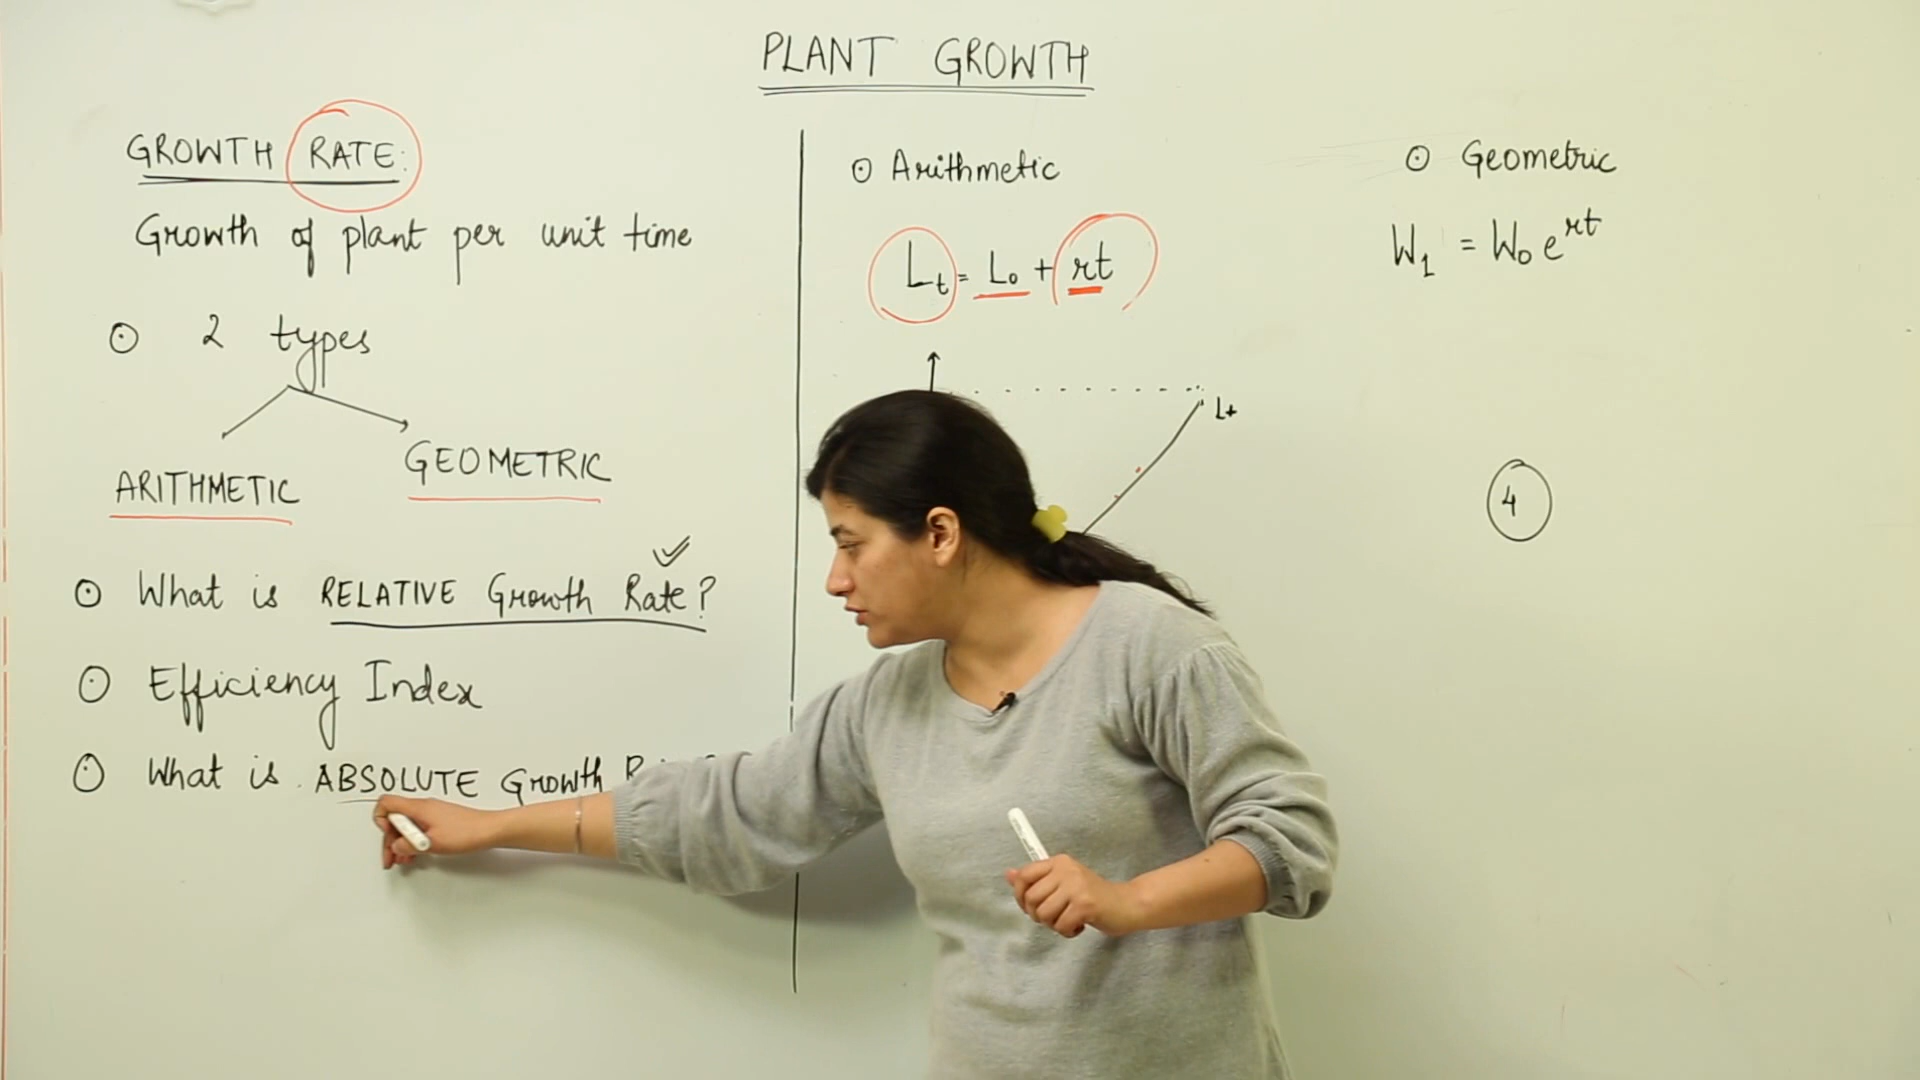 PLANT GROWTH
GROWTH RATE:
Growth of plant per unit time
⊙ 2 types
ARITHMETIC
GEOMETRIC
⊙ What is RELATIVE Growth Rate?
⊙ Efficiency Index
⊙ What is ABSOLUTE Growth
⊙ Arithmetic
Lt = L0 + rt
Lt
⊙ Geometric
W1 = W0 e^rt
4